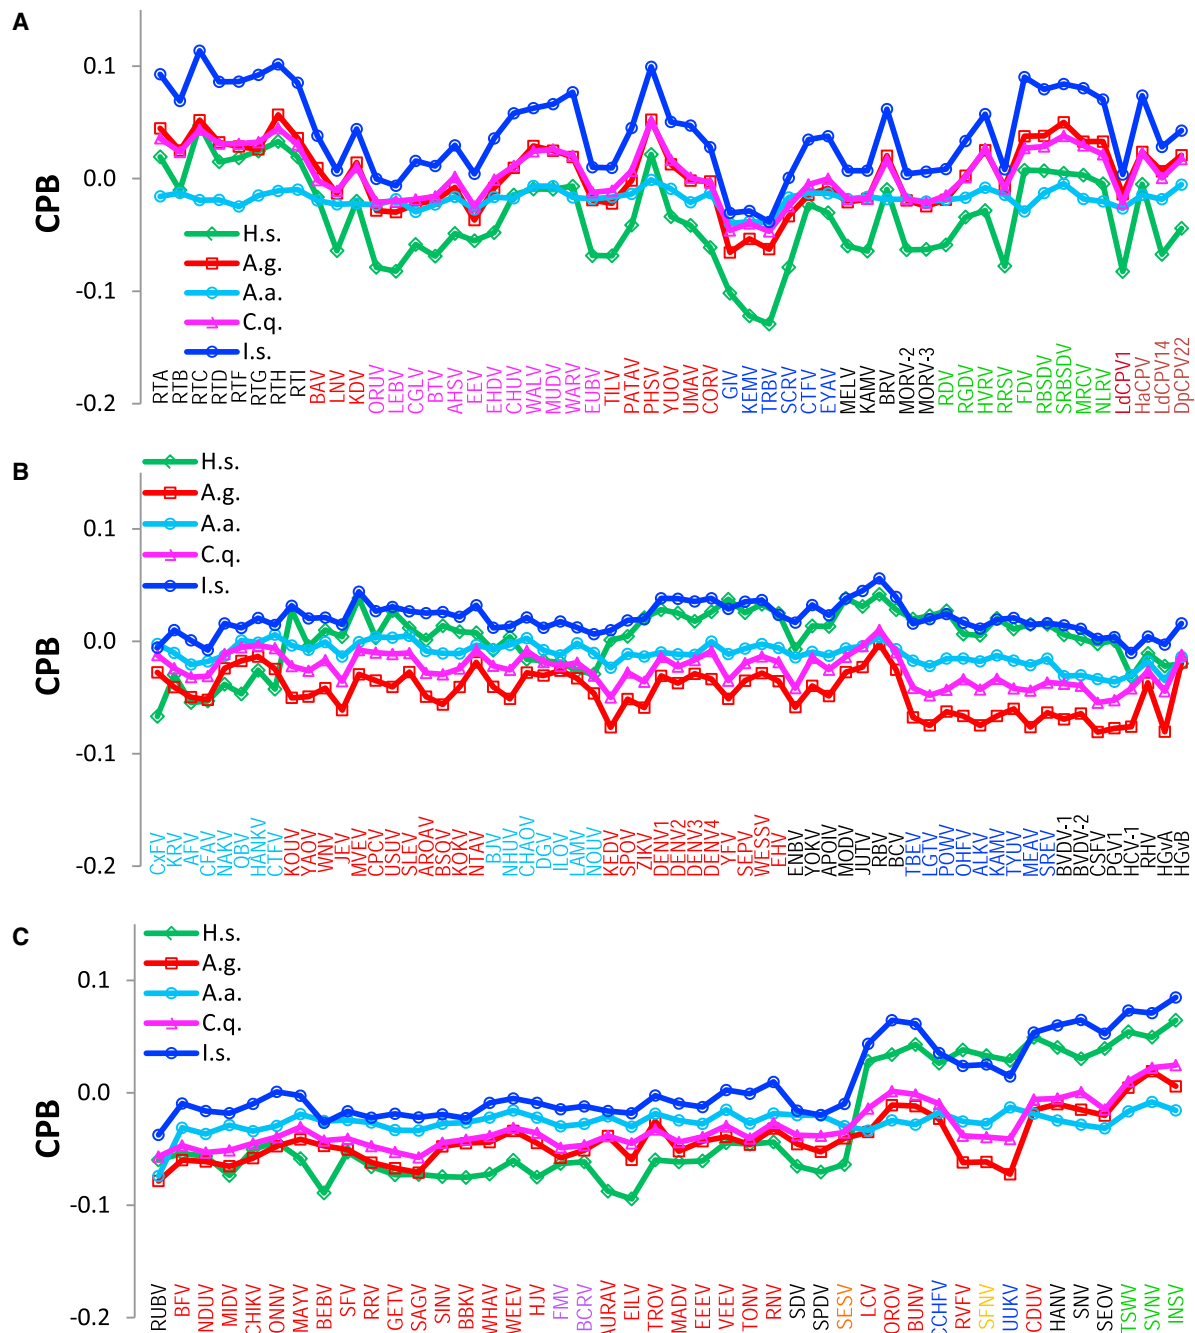 A
0.1
0.0
-0.1
-0.2
CPB
H.s.
A.g.
A.a.
C.q.
I.s.
RTA RTB RTC RTD RTF RTG RTH RTI BAV LNV KDV ORUV LEBV CGLV BTV AHSV EEV EHDV CHUV WALV MUDV WARV EUBV TILV PATAV PHSV YUOV UMAV CORV GIV KEMV TRBV SCRV CTFV EYAV MELV KAMV BRV MORV-2 MORV-3 RDV RGDV HVRV RRSV FDV RBSDV SRBSDV MRCV NLRV LdCPV1 HaCPV LdCPV14 DpCPV22
B
0.1
0.0
-0.1
-0.2
CPB
H.s.
A.g.
A.a.
C.q.
I.s.
CxFV KRV AFV CFAV NAKV QBV HANKV CTFV KOUV YAOV WNV JEV MVEV CPCV USUV SLEV AROAV BSQV KOKV NTAV BJV NHUV CHAOV DGV ILOV LAMV NOUV KEDV SPOV ZIKV DENV1 DENV2 DENV3 DENV4 YFV SEPV WESSV EHV ENBV YOKV APOIV MODV JUTV RBV BCV TBEV LGTV POWV OHFV ALKV KAMV TYUV MEAV SREV BVDV-1 BVDV-2 CSFV PGV1 HCV-1 RHV HGvA HGvB
C
0.1
0.0
-0.1
-0.2
CPB
H.s.
A.g.
A.a.
C.q.
I.s.
RUBV BFV NDUV MIDV CHIKV ONNV MAYV BEBV SFV RRV GETV SAGV SINV BBKV WHAV WEEV HJV FMV BCRV AURAV EILV TROV MADV EEEV VEEV TONV RNV SDV SPDV SESV LCV OROV BUNV CCHFV RVFV SFNV UUKV CDUV HANV SNV SEOV TSWV SVNV INSV